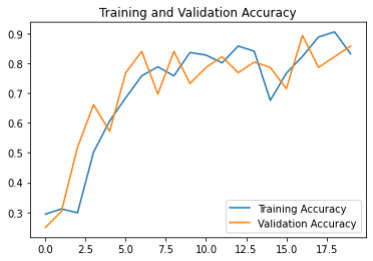 Training and Validation Accuracy
0.9
0.8
0.7
0.6
0.5
0.4
0.3
0.0 2.5 5.0 7.5 10.0 12.5 15.0 17.5
Training Accuracy
Validation Accuracy